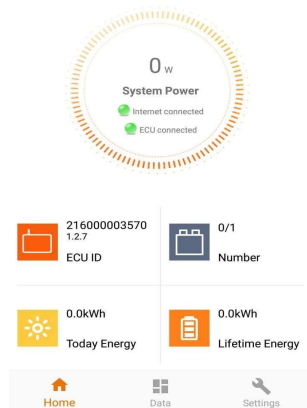 0 W
System Power
Internet connected
ECU connected
216000003570
1.2.7
ECU ID
0/1
Number
0.0kWh
Today Energy
0.0kWh
Lifetime Energy
Home
Data
Settings